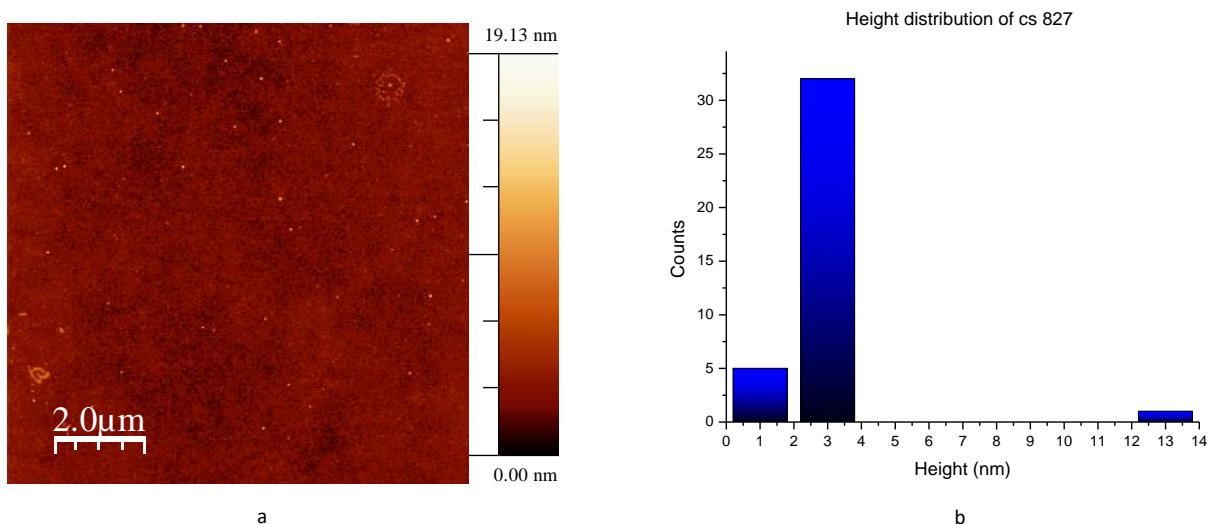 19.13 nm
2.0µm
0.00 nm
a
Height distribution of cs 827
Counts
30
25
20
15
10
5
0
0 1 2 3 4 5 6 7 8 9 10 11 12 13 14
Height (nm)
b